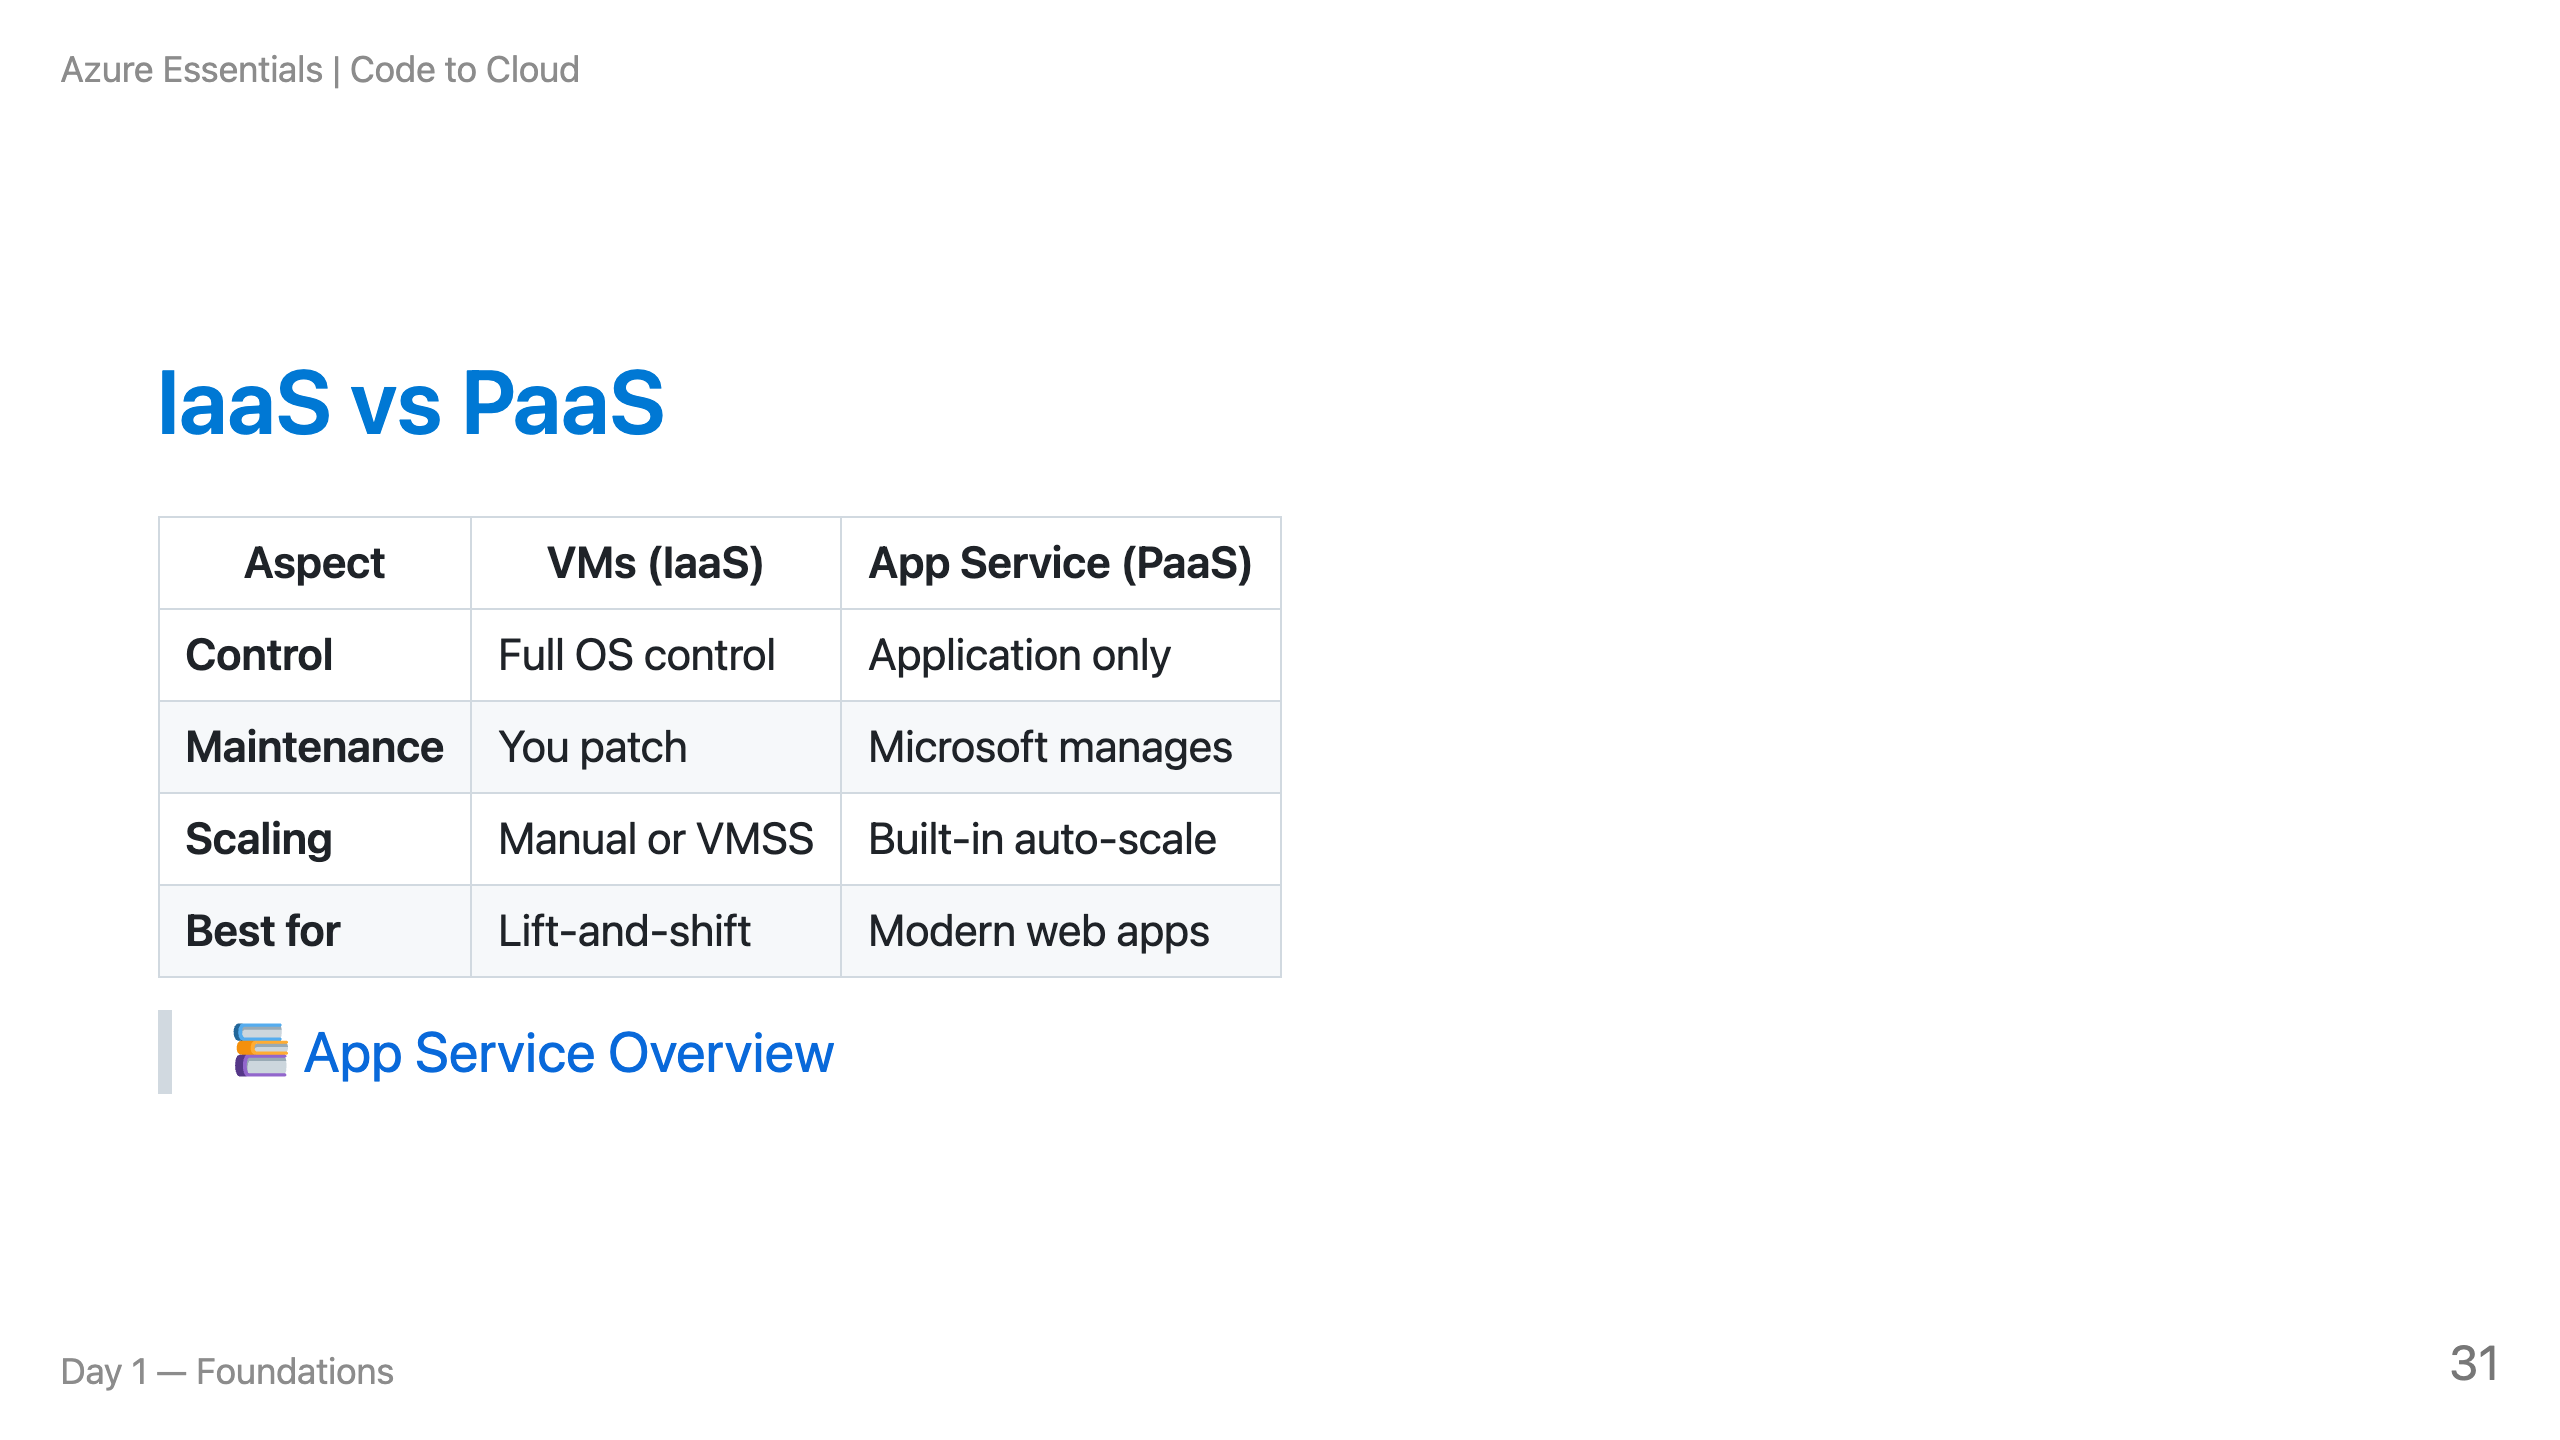 Azure Essentials | Code to Cloud
IaaS vs PaaS
Aspect VMs (IaaS) App Service (PaaS)
Control Full OS control Application only
Maintenance You patch Microsoft manages
Scaling Manual or VMSS Built-in auto-scale
Best for Lift-and-shift Modern web apps
App Service Overview
Day 1 — Foundations
31